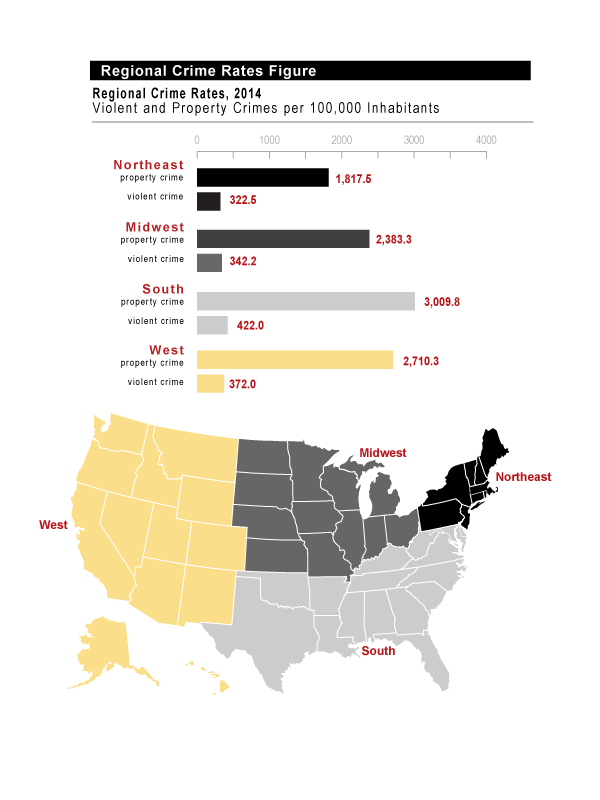 Regional Crime Rates Figure
Regional Crime Rates, 2014
Violent and Property Crimes per 100,000 Inhabitants
0 1000 2000 3000 4000
Northeast
property crime 1,817.5
violent crime 322.5
Midwest
property crime 2,383.3
violent crime 342.2
South
property crime 3,009.8
violent crime 422.0
West
property crime 2,710.3
violent crime 372.0
Midwest
Northeast
West
South